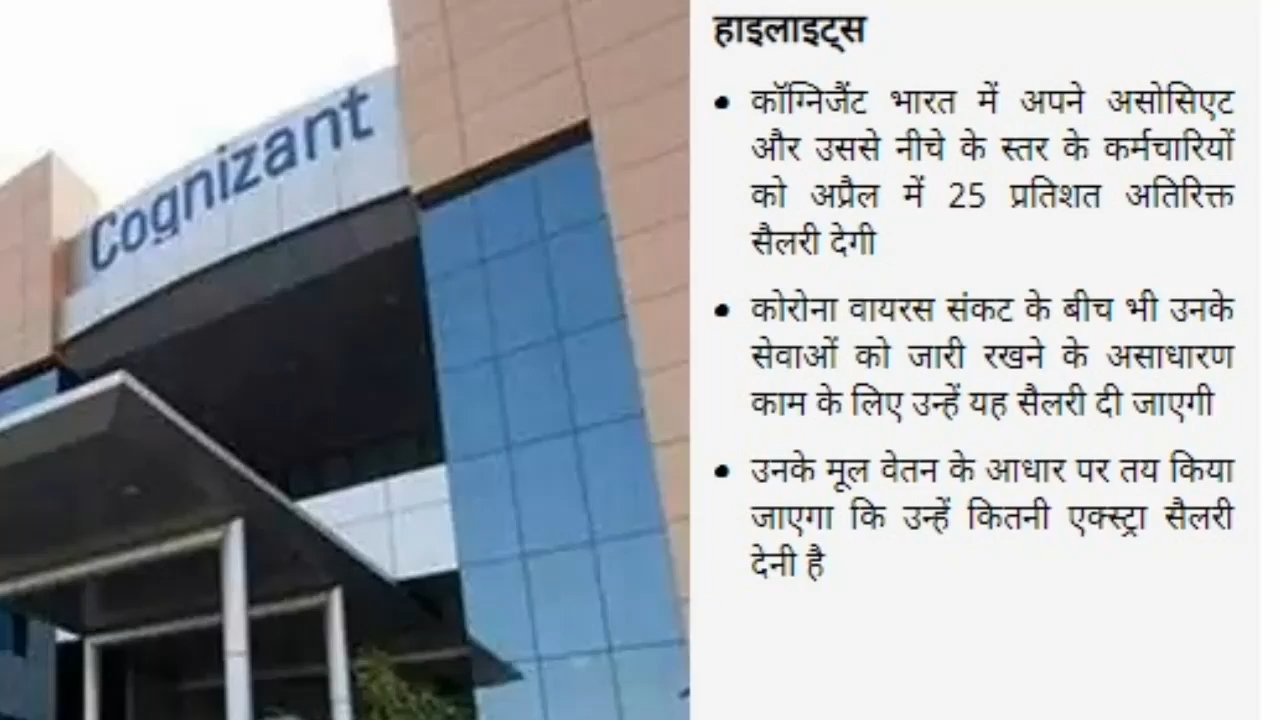 Cognizant
हाइलाइट्स
• कॉग्निजैंट भारत में अपने असोसिएट
और उससे नीचे के स्तर के कर्मचारियों
को अप्रैल में 25 प्रतिशत अतिरिक्त
सैलरी देगी
• कोरोना वायरस संकट के बीच भी उनके
सेवाओं को जारी रखने के असाधारण
काम के लिए उन्हें यह सैलरी दी जाएगी
• उनके मूल वेतन के आधार पर तय किया
जाएगा कि उन्हें कितनी एक्स्ट्रा सैलरी
देनी है